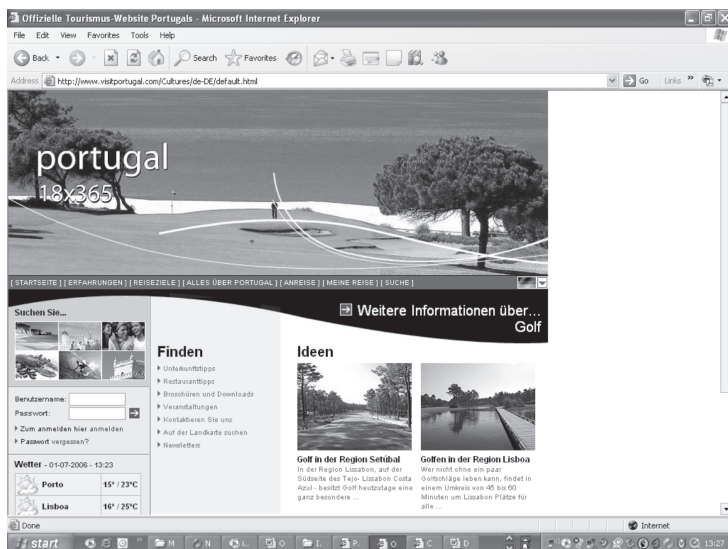 Offizielle Tourismus-Website Portugals - Microsoft Internet Explorer
File Edit View Favorites Tools Help
Back Search Favorites
Address http://www.visitportugal.com/Cultures/de-DE/default.html Go Links »
portugal
18x365
[ STARTSEITE ] [ ERFAHRUNGEN ] [ REISEZIELE ] [ ALLES ÜBER PORTUGAL ] [ ANREISE ] [ MEINE REISE ] [ SUCHE ]
Suchen Sie...
Weitere Informationen über...
Golf
Benutzername:
Passwort:
Zum anmelden hier anmelden
Passwort vergessen?
Wetter - 01-07-2006 - 13:23
Porto 15° / 23°C
Lisboa 16° / 25°C
Finden
Unterkunftstipps
Restauranttipps
Broschüren und Downloads
Veranstaltungen
Kontaktieren Sie uns
Auf der Landkarte suchen
Newsletters
Ideen
Golf in der Region Setúbal
In der Region Lissabon, auf der
Südseite des Tejo- Lissabon Costa
Azul - besitzt Golf heutzutage eine
ganz besondere ...
Golfen in der Region Lisboa
Wer nicht ohne ein paar
Golfschläge leben kann, findet in
einem Umkreis von 45 bis 60
Minuten um Lissabon Plätze für
alle ...
Done Internet
start M N I. P. C D 13:27